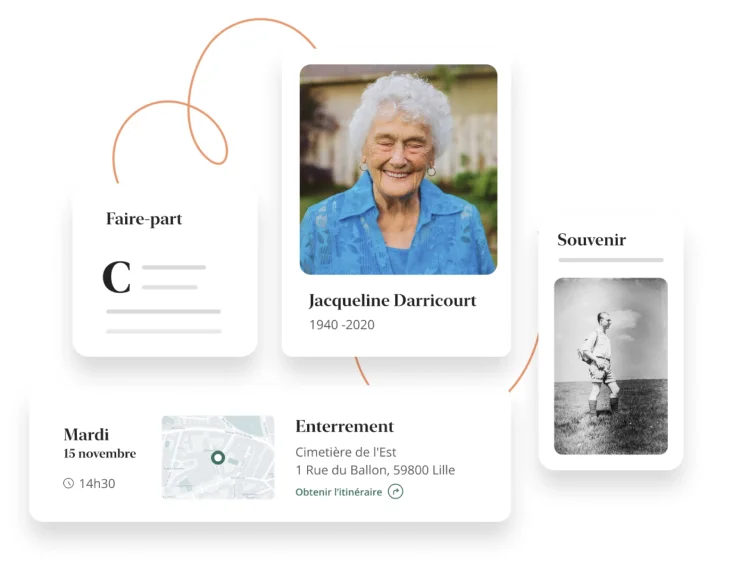 Faire-part
C
Jacqueline Darricourt
1940 -2020
Souvenir
Mardi
15 novembre
14h30
Enterrement
Cimetière de l'Est
1 Rue du Ballon, 59800 Lille
Obtenir l'itinéraire